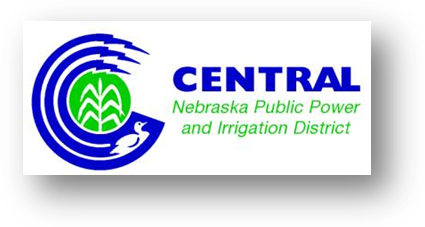 CENTRAL
Nebraska Public Power
and Irrigation District